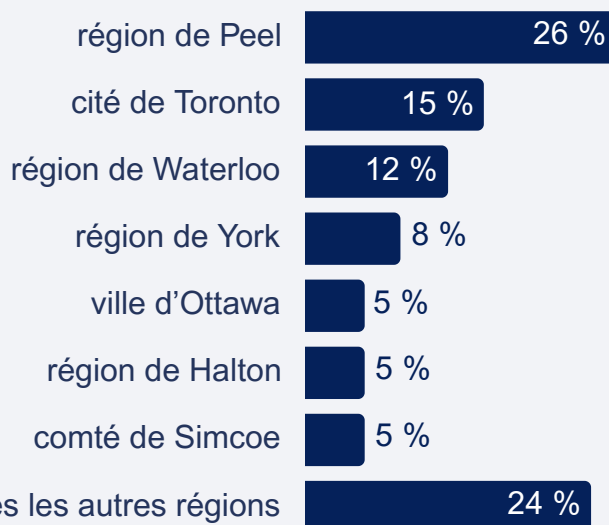 région de Peel 26 %
cité de Toronto 15 %
région de Waterloo 12 %
région de York 8 %
ville d’Ottawa 5 %
région de Halton 5 %
comté de Simcoe 5 %
les autres régions 24 %